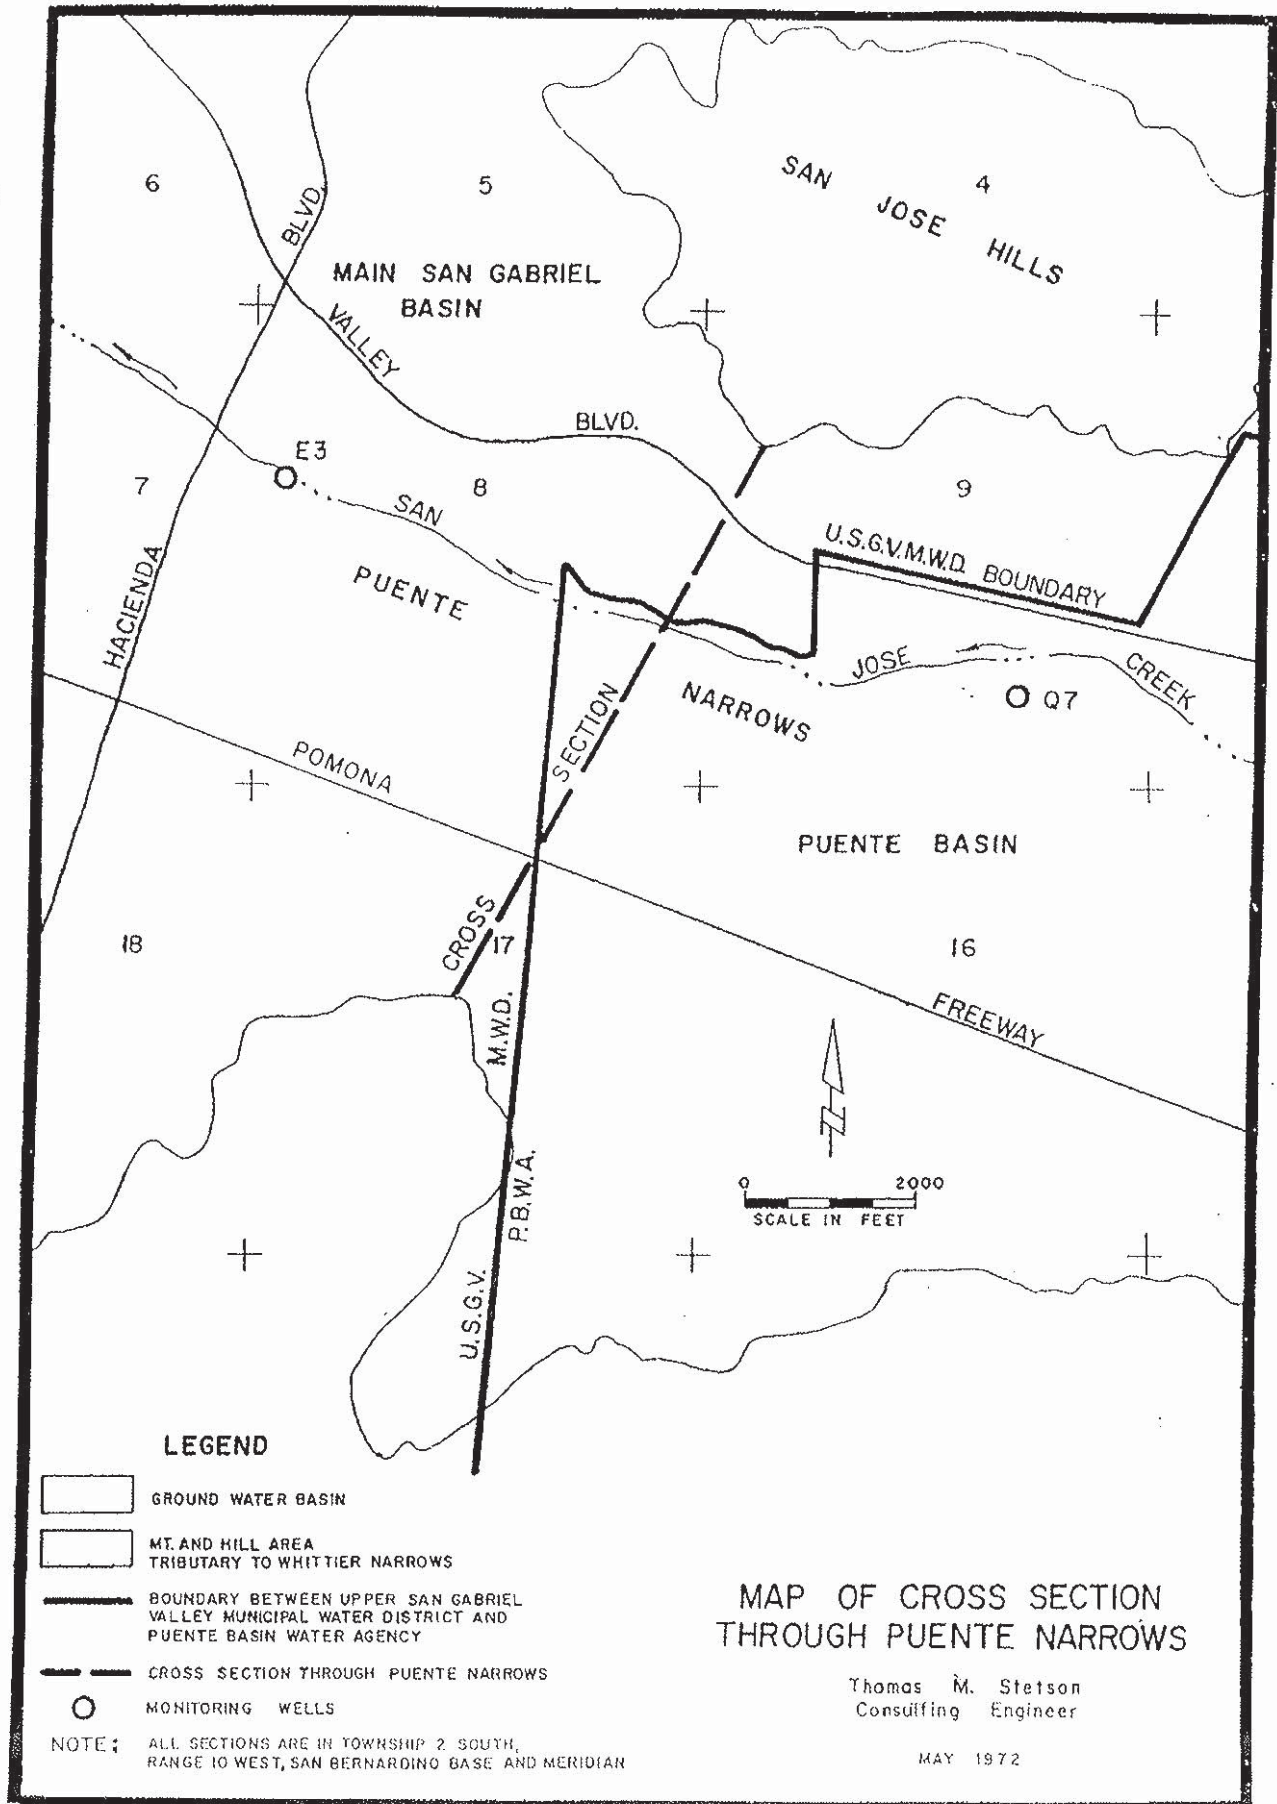 SAN JOSE HILLS
6
5
4
BLVD.
MAIN SAN GABRIEL
BASIN
VALLEY
BLVD.
E3
7
8
9
SAN
U.S.G.V.M.W.D. BOUNDARY
PUENTE
HACIENDA
JOSE
CREEK
Q7
NARROWS
SECTION
POMONA
PUENTE BASIN
CROSS
18
17
16
FREEWAY
M.W.D.
P.B.W.A.
U.S.G.V.
0 2000
SCALE IN FEET
LEGEND
GROUND WATER BASIN
MT. AND HILL AREA
TRIBUTARY TO WHITTIER NARROWS
BOUNDARY BETWEEN UPPER SAN GABRIEL
VALLEY MUNICIPAL WATER DISTRICT AND
PUENTE BASIN WATER AGENCY
CROSS SECTION THROUGH PUENTE NARROWS
MONITORING WELLS
NOTE: ALL SECTIONS ARE IN TOWNSHIP 2 SOUTH,
RANGE 10 WEST, SAN BERNARDINO BASE AND MERIDIAN
MAP OF CROSS SECTION
THROUGH PUENTE NARROWS
Thomas M. Stetson
Consulting Engineer
MAY 1972